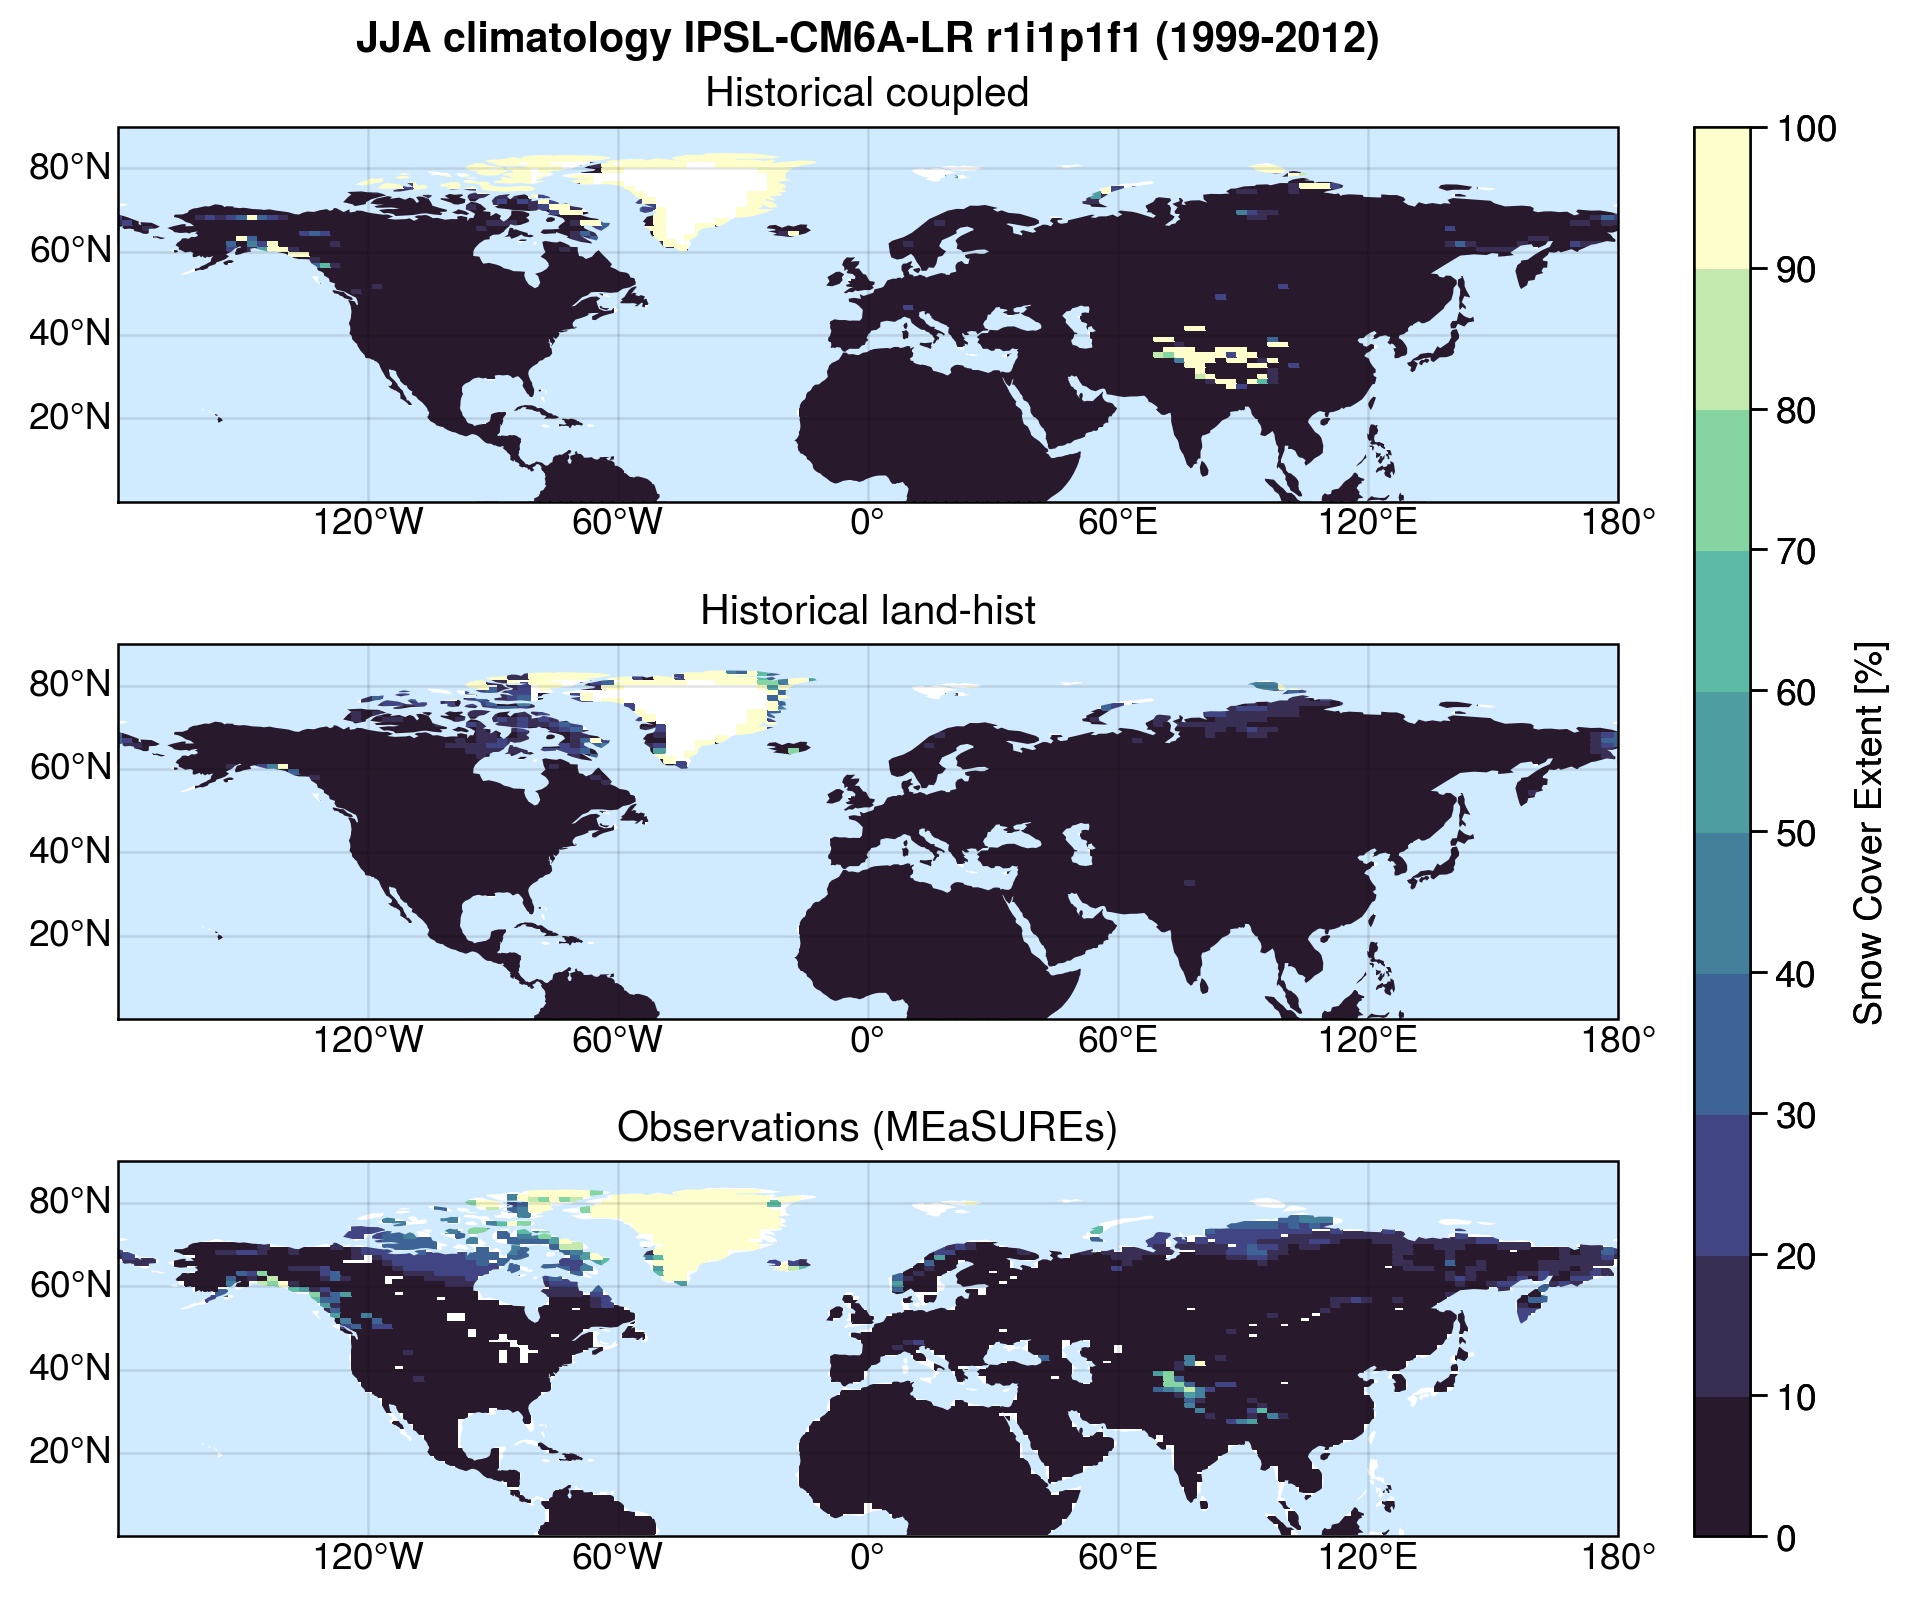 JJA climatology IPSL-CM6A-LR r1i1p1f1 (1999-2012)
Historical coupled
80°N
60°N
40°N
20°N
120°W 60°W 0° 60°E 120°E 180°
Historical land-hist
80°N
60°N
40°N
20°N
120°W 60°W 0° 60°E 120°E 180°
Observations (MEaSUREs)
80°N
60°N
40°N
20°N
120°W 60°W 0° 60°E 120°E 180°
100
90
80
70
60
50
40
30
20
10
0
Snow Cover Extent [%]